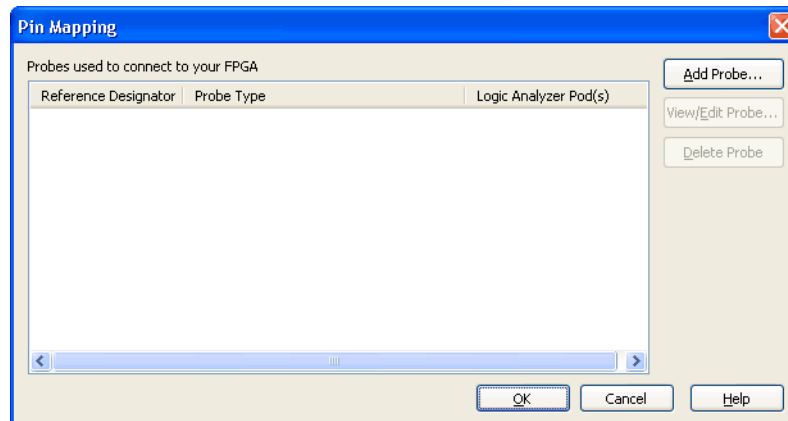 Pin Mapping
Probes used to connect to your FPGA
Add Probe...
Reference Designator Probe Type Logic Analyzer Pod(s)
View/Edit Probe...
Delete Probe
OK Cancel Help